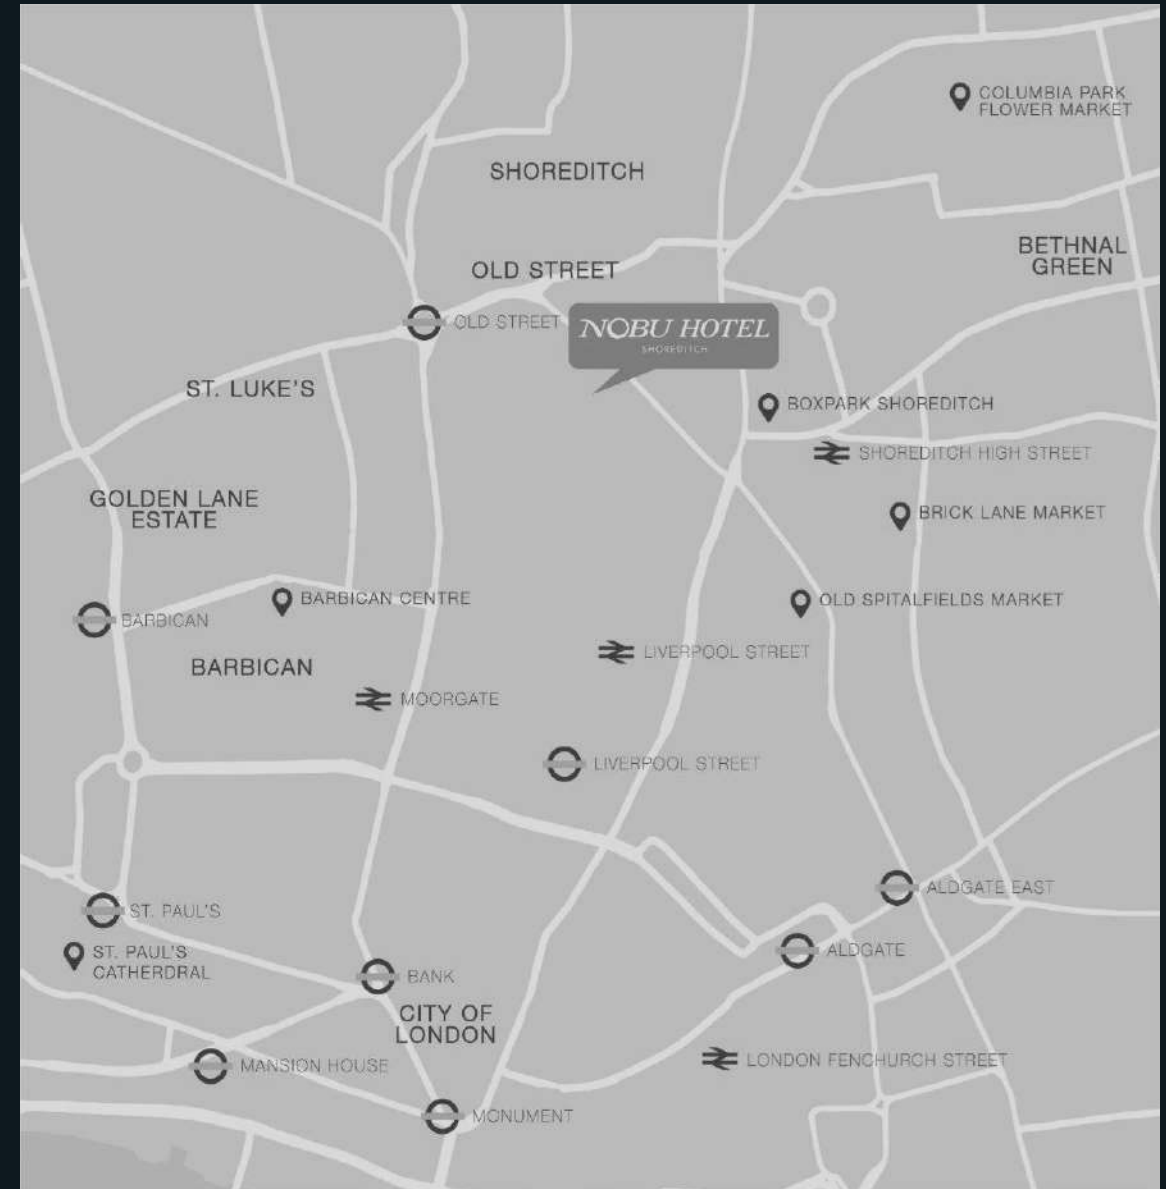 COLUMBIA PARK
FLOWER MARKET
SHOREDITCH
BETHNAL
GREEN
OLD STREET
OLD STREET
NOBU HOTEL
SHOREDITCH
ST. LUKE'S
BOXPARK SHOREDITCH
SHOREDITCH HIGH STREET
GOLDEN LANE
ESTATE
BRICK LANE MARKET
BARBICAN CENTRE
OLD SPITALFIELDS MARKET
BARBICAN
LIVERPOOL STREET
BARBICAN
MOORGATE
LIVERPOOL STREET
ALDGATE EAST
ST. PAUL'S
ST. PAUL'S
CATHERDRAL
ALDGATE
BANK
CITY OF
LONDON
LONDON FENCHURCH STREET
MANSION HOUSE
MONUMENT